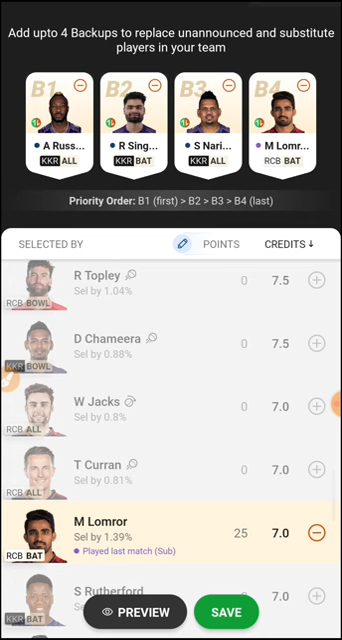 Add upto 4 Backups to replace unannounced and substitute
players in your team
B1 B2 B3 B4
A Russ... R Sing... S Nari... M Lomr...
KKR ALL KKR BAT KKR ALL RCB BAT
Priority Order: B1 (first) > B2 > B3 > B4 (last)
SELECTED BY POINTS CREDITS↓
R Topley 0 7.5
Sel by 1.04%
RCB BOWL
D Chameera 0 7.5
Sel by 0.88%
KKR BOWL
W Jacks 0 7.0
Sel by 0.8%
RCB ALL
T Curran 0 7.0
Sel by 0.81%
RCB ALL
M Lomror 25 7.0
Sel by 1.39%
Played last match (Sub)
RCB BAT
S Rutherford 0 7.0
KKR BAT
PREVIEW SAVE